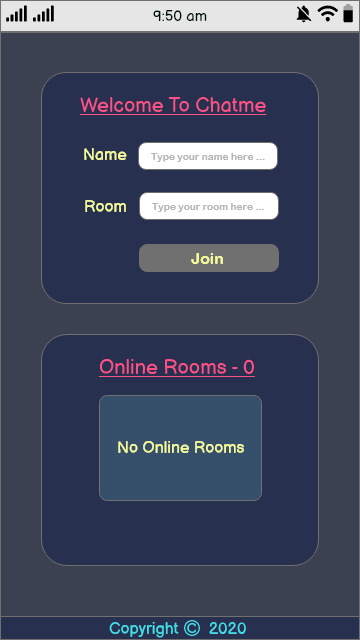 9:50 am
Welcome To Chatme
Name Type your name here ...
Room Type your room here ...
Join
Online Rooms - 0
No Online Rooms
Copyright © 2020